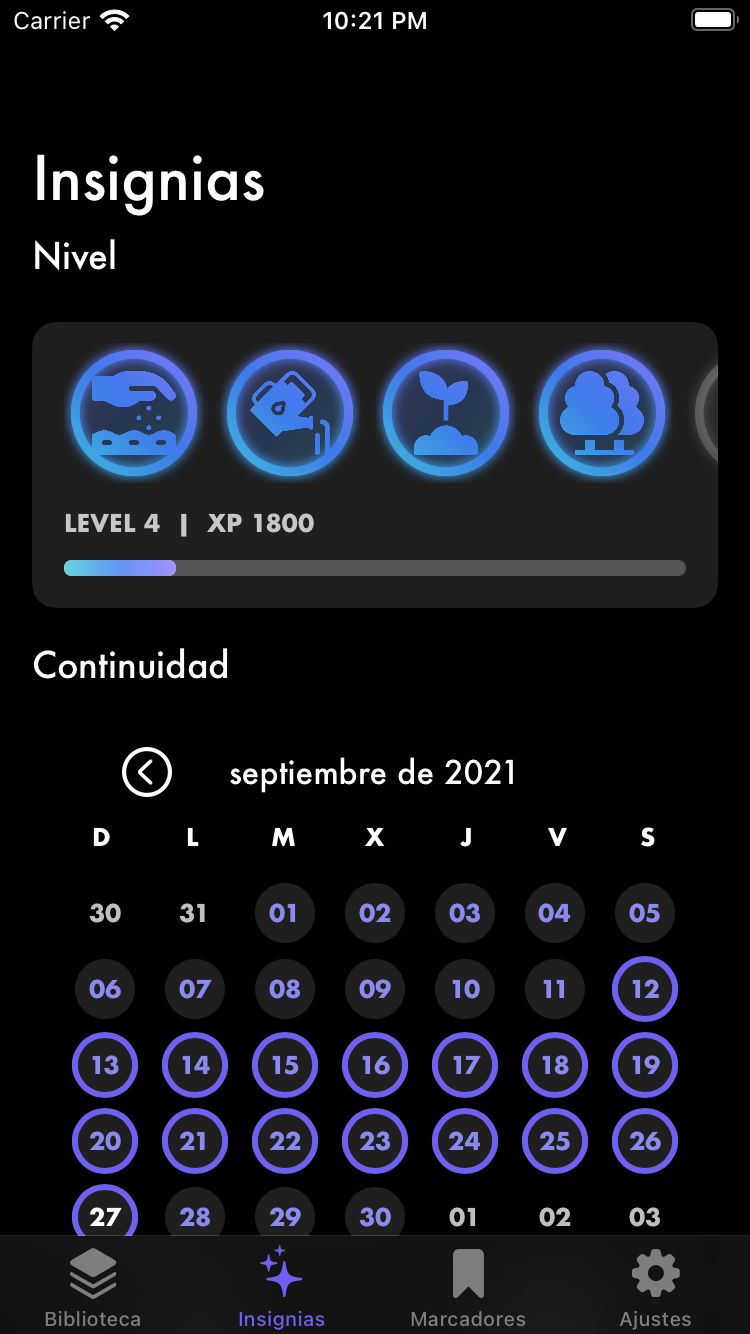 Carrier 10:21 PM
Insignias
Nivel
LEVEL 4 | XP 1800
Continuidad
septiembre de 2021
D L M X J V S
30 31 01 02 03 04 05
06 07 08 09 10 11 12
13 14 15 16 17 18 19
20 21 22 23 24 25 26
27 28 29 30 01 02 03
Biblioteca Insignias Marcadores Ajustes